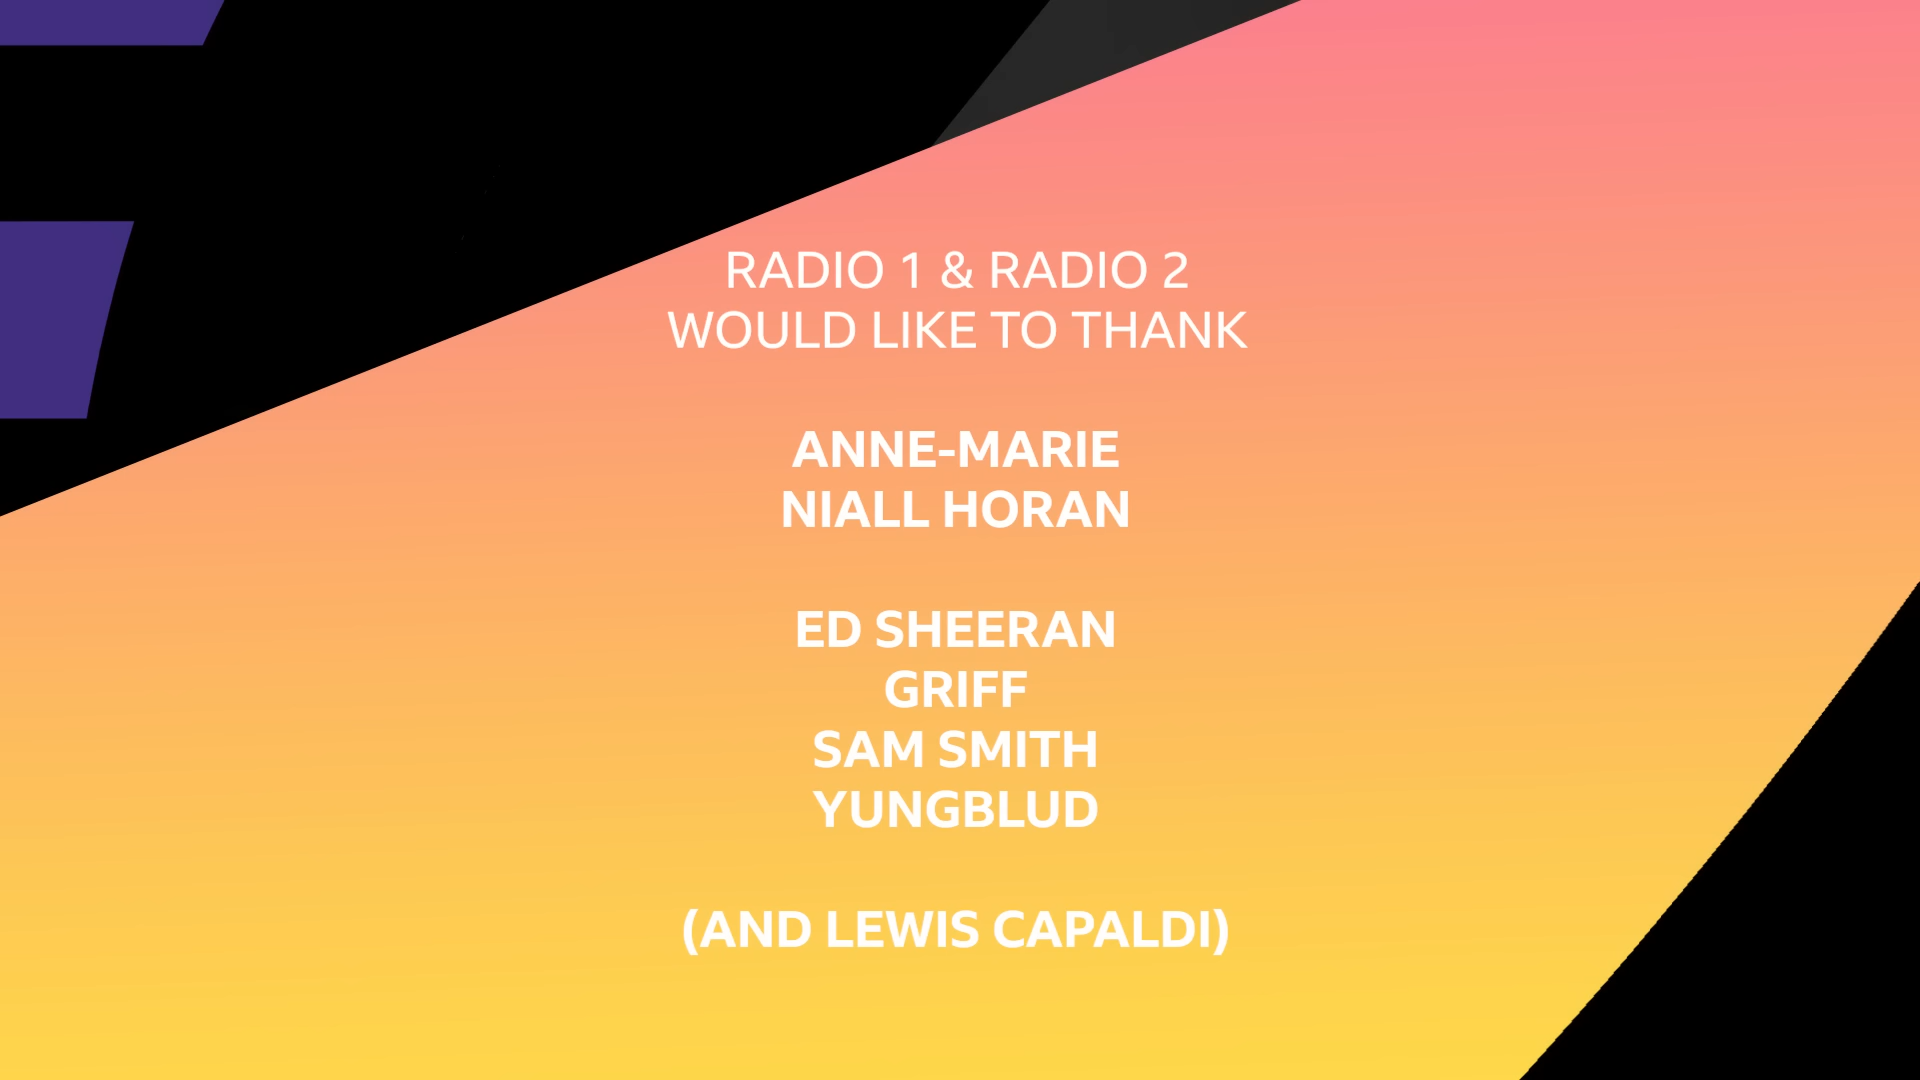 RADIO 1 & RADIO 2
WOULD LIKE TO THANK
ANNE-MARIE
NIALL HORAN
ED SHEERAN
GRIFF
SAM SMITH
YUNGBLUD
(AND LEWIS CAPALDI)